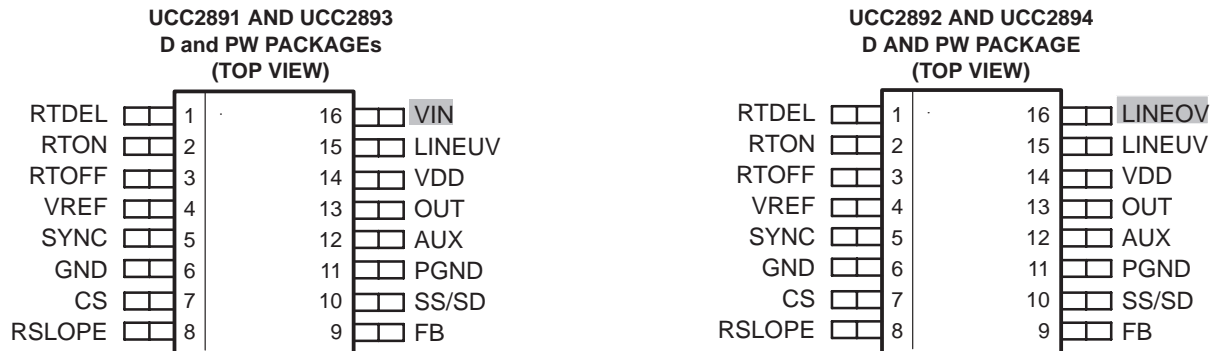 UCC2891 AND UCC2893
D and PW PACKAGEs
(TOP VIEW)
RTDEL 1 16 VIN
RTON 2 15 LINEUV
RTOFF 3 14 VDD
VREF 4 13 OUT
SYNC 5 12 AUX
GND 6 11 PGND
CS 7 10 SS/SD
RSLOPE 8 9 FB
UCC2892 AND UCC2894
D AND PW PACKAGE
(TOP VIEW)
RTDEL 1 16 LINEOV
RTON 2 15 LINEUV
RTOFF 3 14 VDD
VREF 4 13 OUT
SYNC 5 12 AUX
GND 6 11 PGND
CS 7 10 SS/SD
RSLOPE 8 9 FB